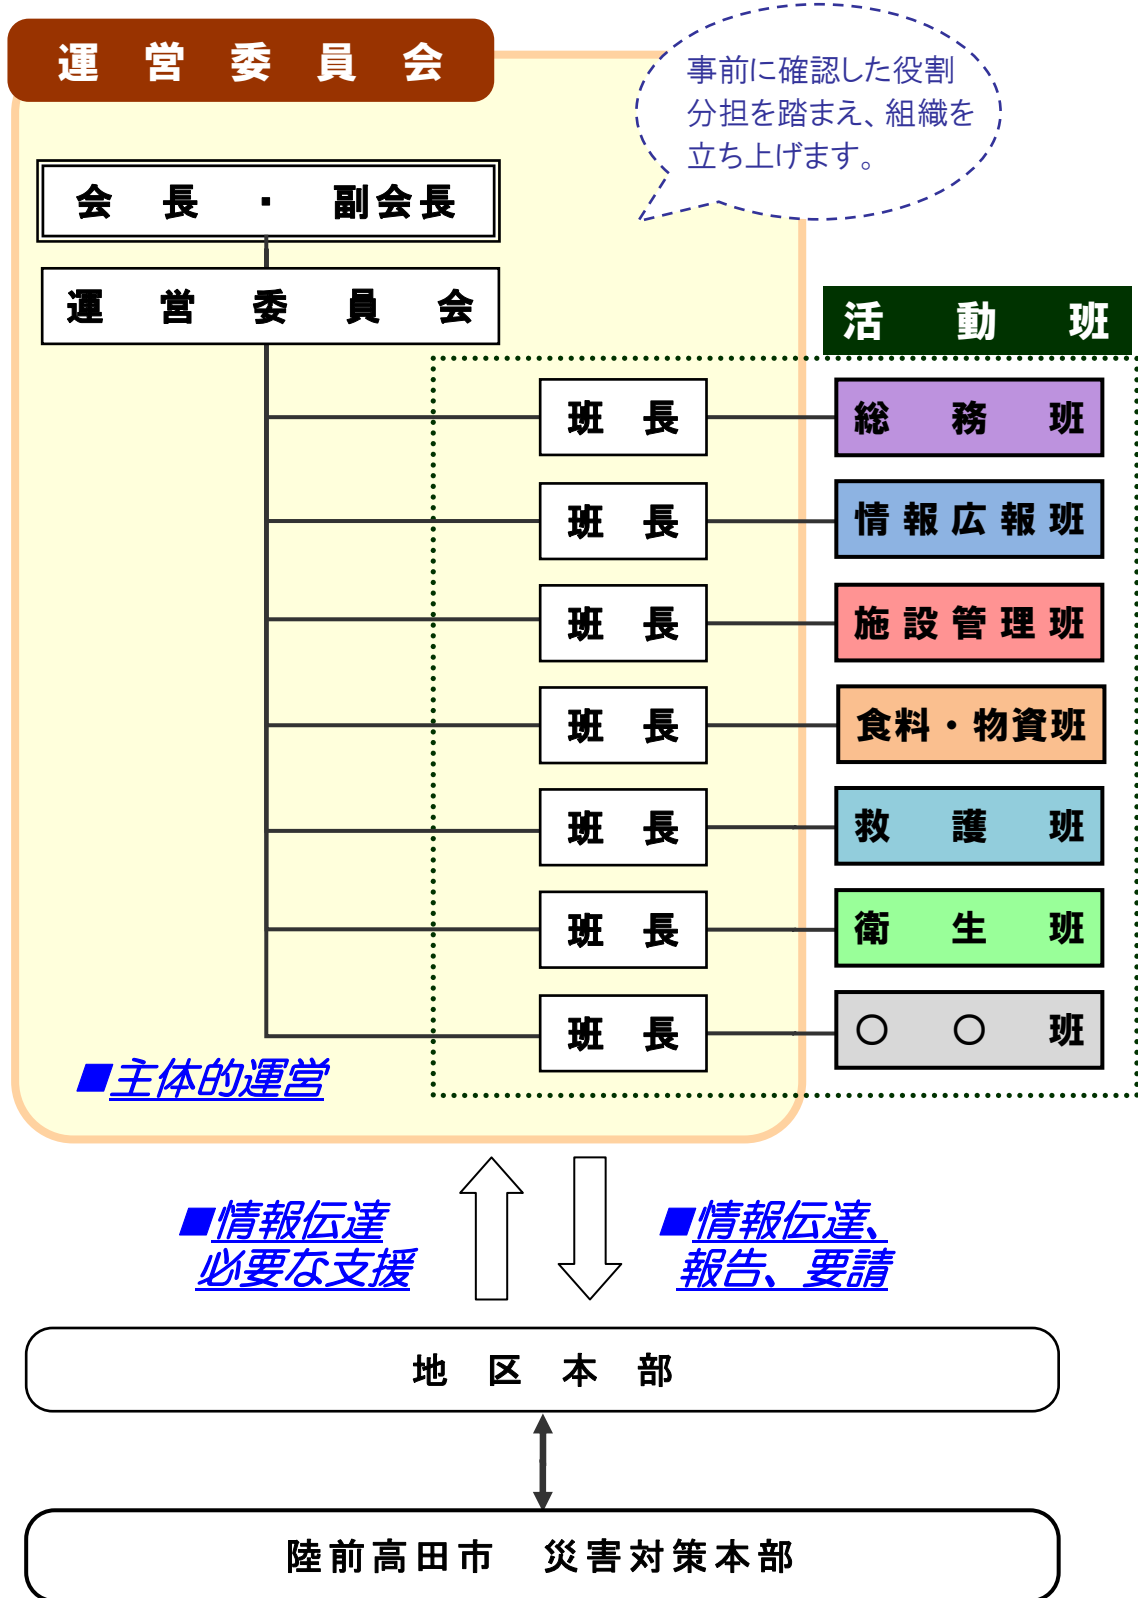 運営委員会
事前に確認した役割
分担を踏まえ、組織を
立ち上げます。
会長・副会長
運営委員会
活動班
班長
総務班
班長
情報広報班
班長
施設管理班
班長
食料・物資班
班長
救護班
班長
衛生班
班長
○○班
■主体的運営
■情報伝達
必要な支援
■情報伝達、
報告、要請
地区本部
陸前高田市 災害対策本部